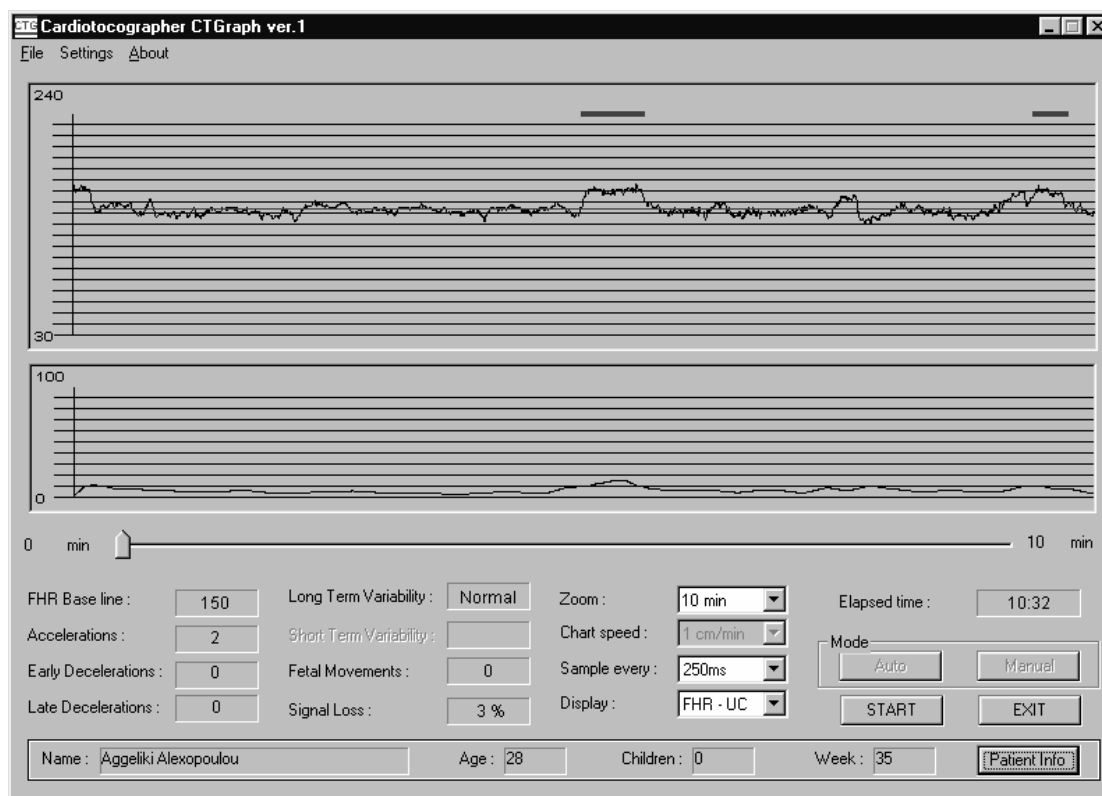 CTG Cardiotocographer CTGraph ver.1
File Settings About
240
30
100
0
0 min 10 min
FHR Base line : 150 Long Term Variability : Normal Zoom : 10 min Elapsed time : 10:32
Accelerations : 2 Short Term Variability : Chart speed : 1 cm/min Mode
Early Decelerations : 0 Fetal Movements : 0 Sample every : 250ms Auto Manual
Late Decelerations : 0 Signal Loss : 3 % Display : FHR - UC START EXIT
Name : Aggeliki Alexopoulou Age : 28 Children : 0 Week : 35 Patient Info